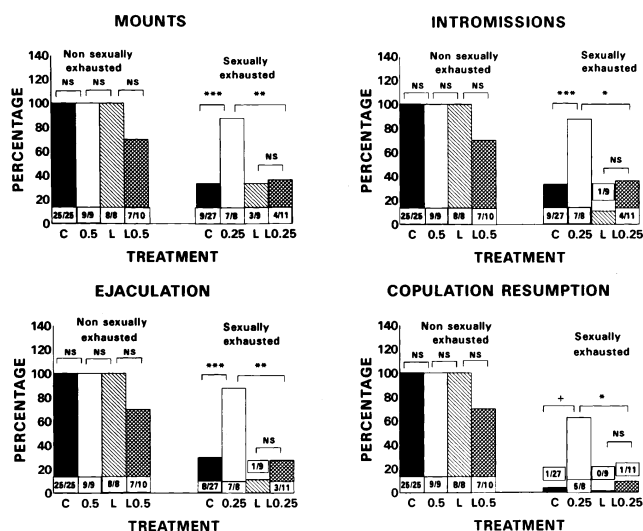 MOUNTS
PERCENTAGE
140
120
100
80
60
40
20
0
Non sexually
exhausted
Sexually
exhausted
NS NS NS
*** **
NS
25/25 9/9 8/8 7/10 9/27 7/8 3/9 4/11
C 0.5 L L0.5 C 0.25 L L0.25
TREATMENT
INTROMISSIONS
PERCENTAGE
140
120
100
80
60
40
20
0
Non sexually
exhausted
Sexually
exhausted
NS NS NS
*** *
NS
1/9
25/25 9/9 8/8 7/10 9/27 7/8 4/11
C 0.5 L L0.5 C 0.25 L L0.25
TREATMENT
EJACULATION
PERCENTAGE
140
120
100
80
60
40
20
0
Non sexually
exhausted
Sexually
exhausted
NS NS NS
*** **
NS
1/9
25/25 9/9 8/8 7/10 8/27 7/8 3/11
C 0.5 L L0.5 C 0.25 L L0.25
TREATMENT
COPULATION RESUMPTION
PERCENTAGE
140
120
100
80
60
40
20
0
Non sexually
exhausted
Sexually
exhausted
NS NS NS
+ *
NS
1/27 0/9 1/11
25/25 9/9 8/8 7/10 5/8
C 0.5 L L0.5 C 0.25 L L0.25
TREATMENT